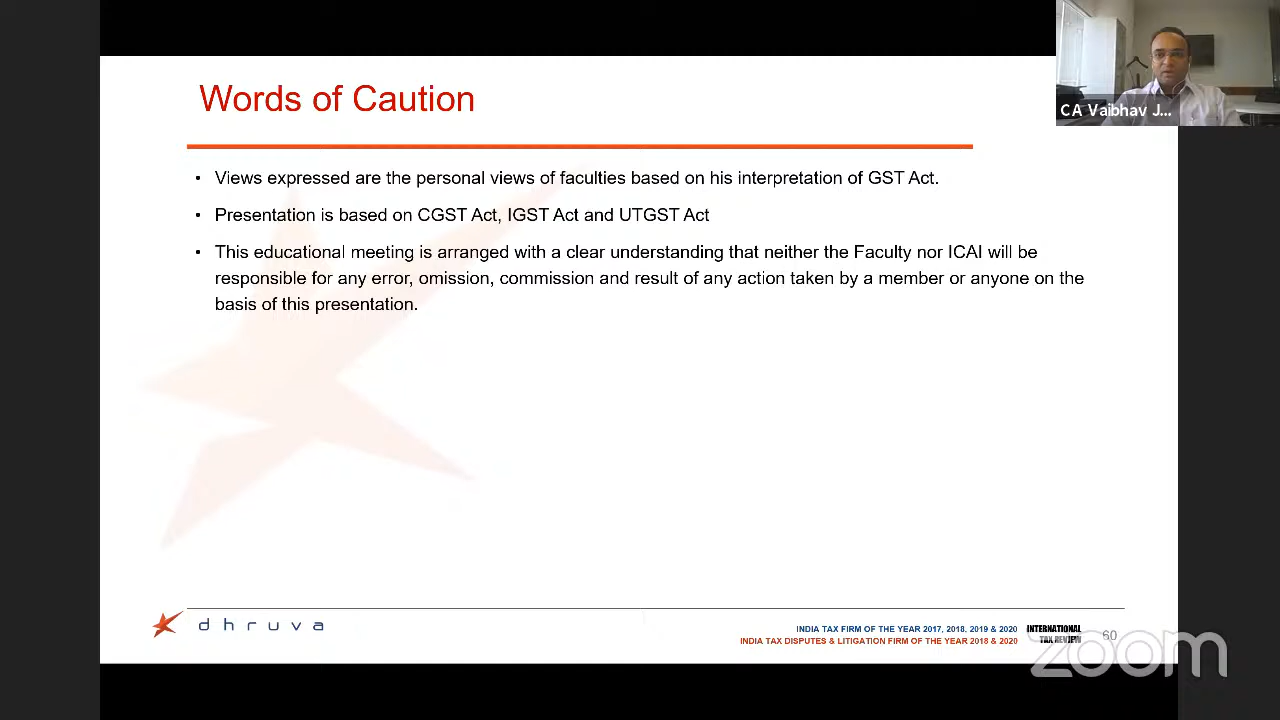 Words of Caution
CA Vaibhav J...
• Views expressed are the personal views of faculties based on his interpretation of GST Act.
• Presentation is based on CGST Act, IGST Act and UTGST Act
• This educational meeting is arranged with a clear understanding that neither the Faculty nor ICAI will be
responsible for any error, omission, commission and result of any action taken by a member or anyone on the
basis of this presentation.
dhruva
INDIA TAX FIRM OF THE YEAR 2017, 2018, 2019 & 2020
INDIA TAX DISPUTES & LITIGATION FIRM OF THE YEAR 2018 & 2020
INTERNATIONAL
TAX REVIEW
60
zoom